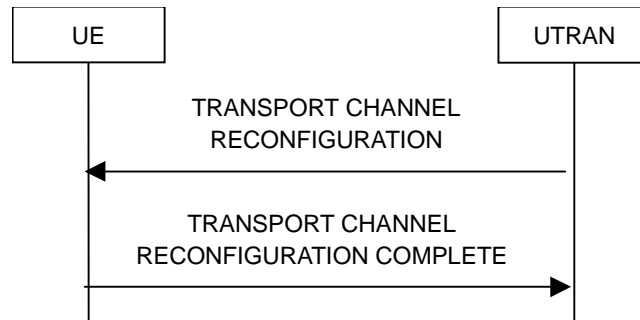 UE
UTRAN
TRANSPORT CHANNEL
RECONFIGURATION
TRANSPORT CHANNEL
RECONFIGURATION COMPLETE